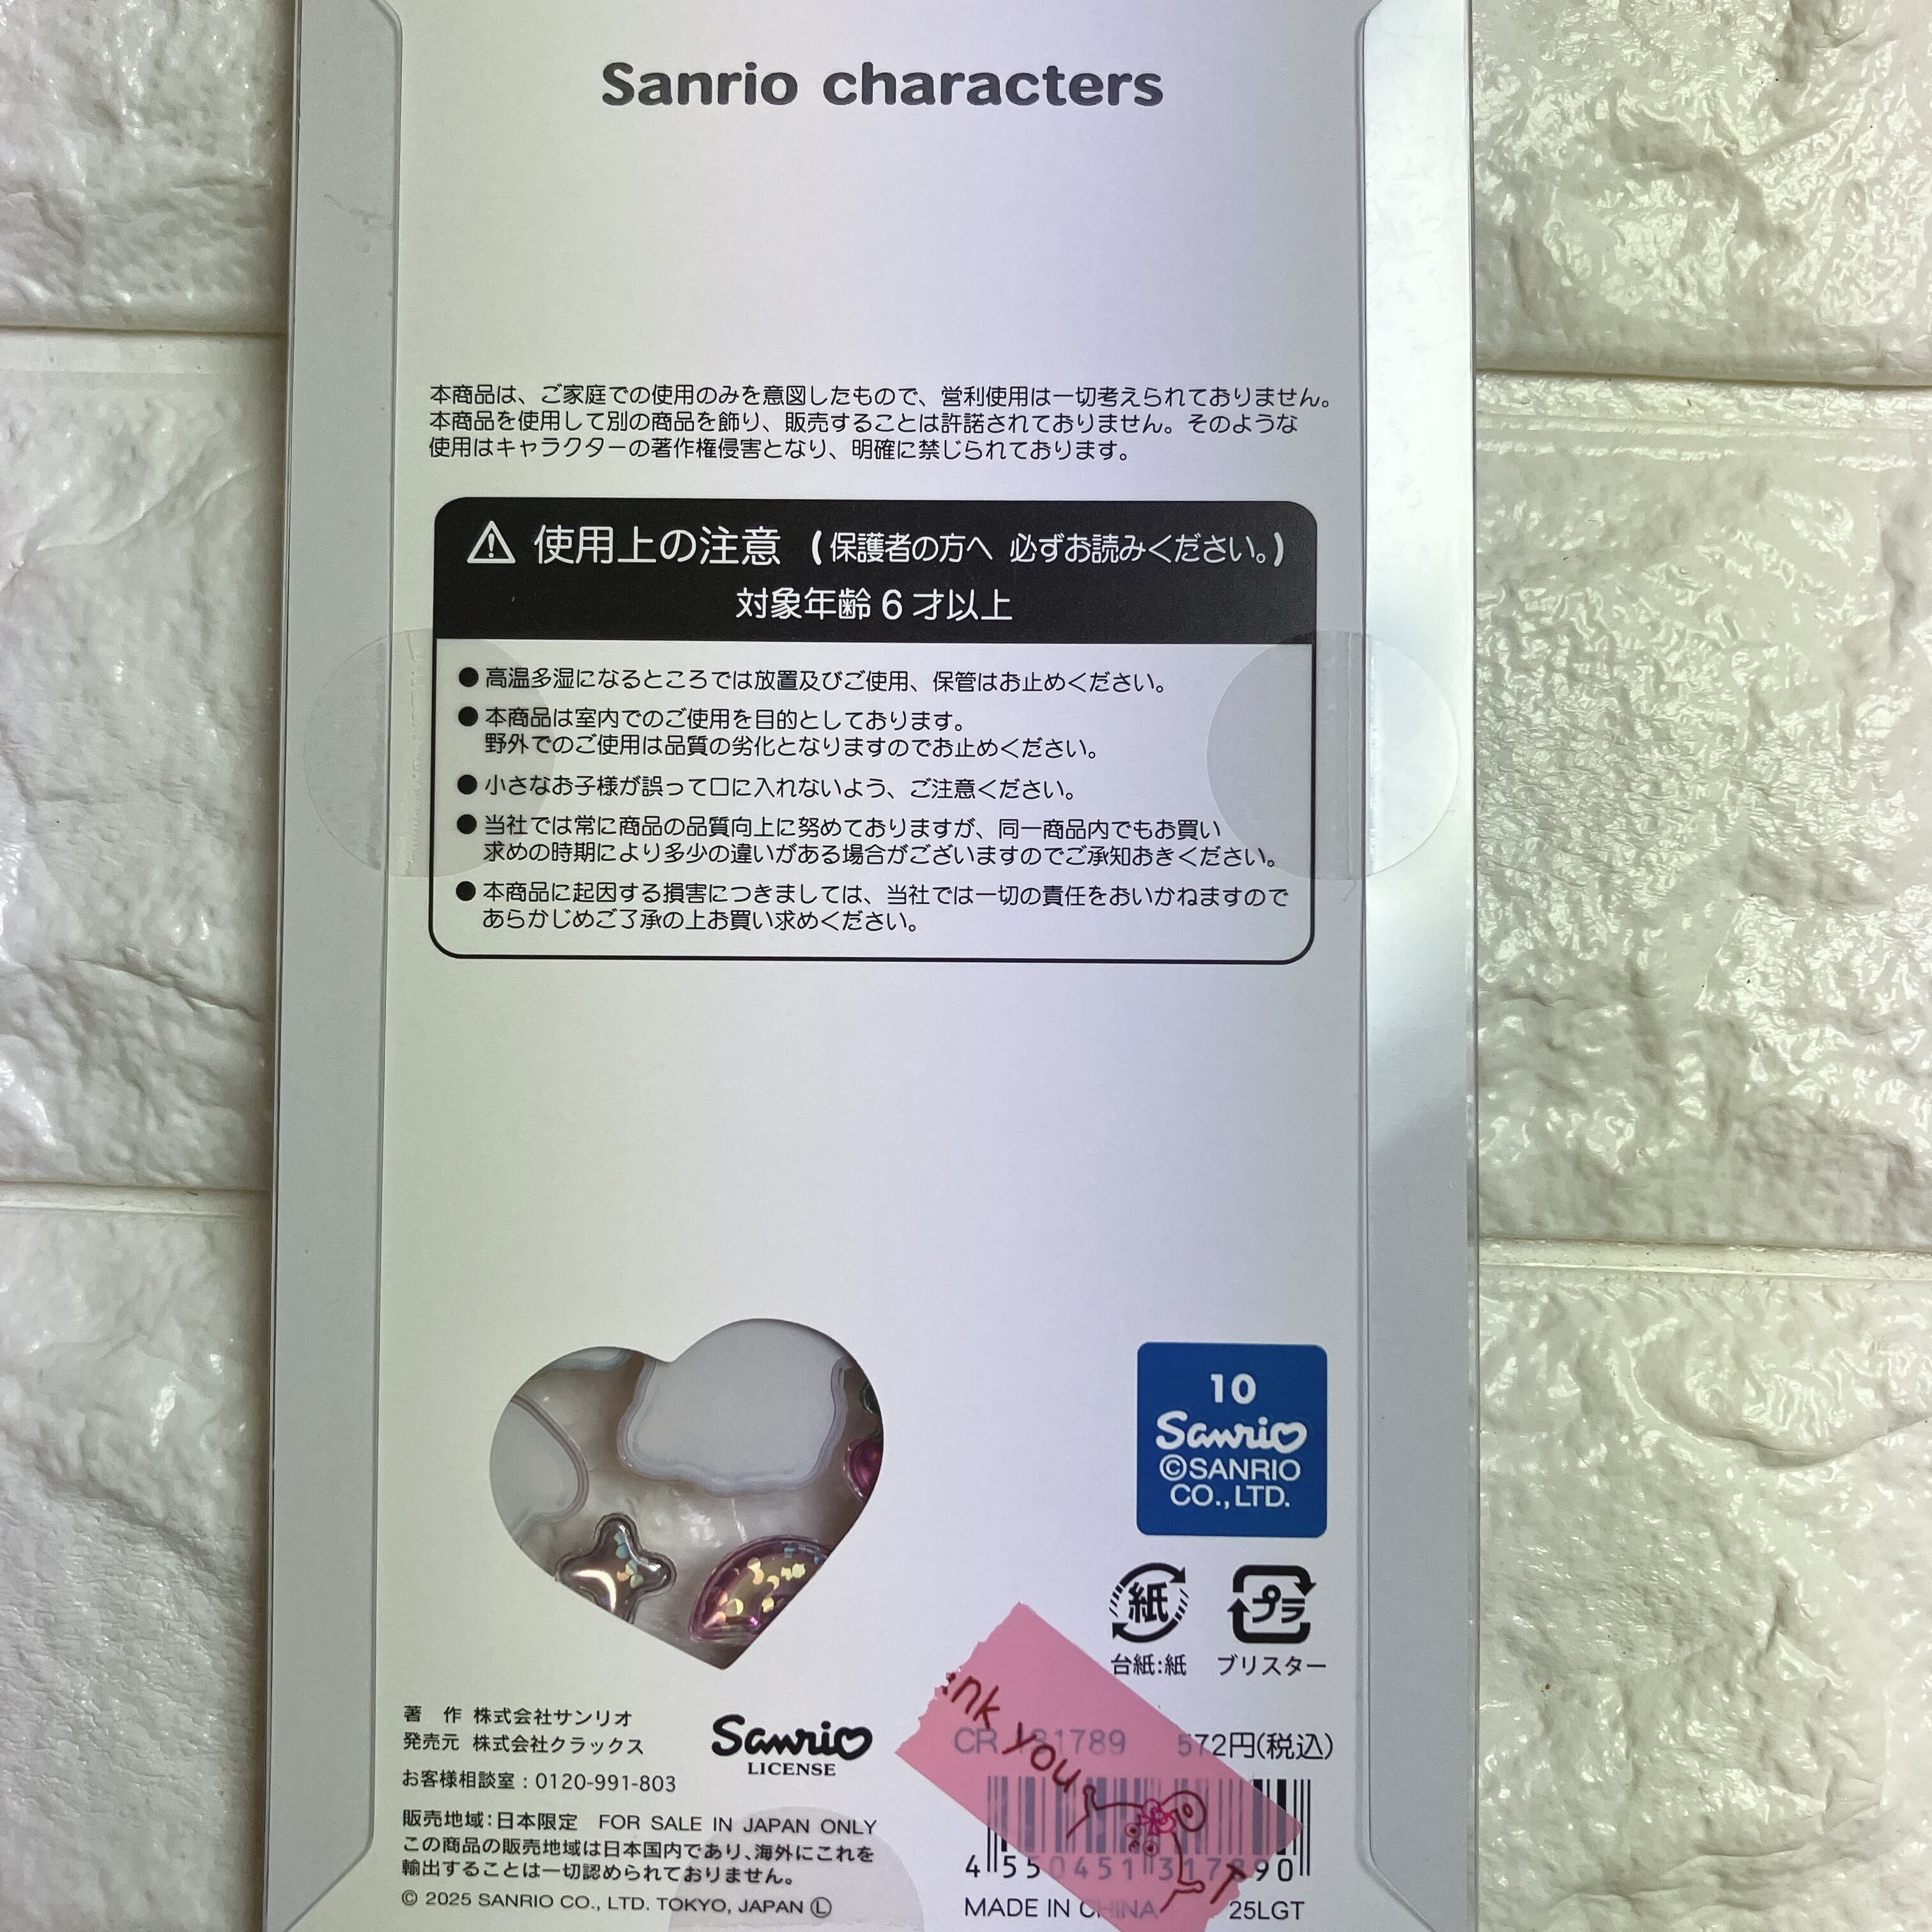 Sanrio characters
本商品は、ご家庭での使用のみを意図したもので、営利使用は一切考えられておりません。
本商品を使用して別の商品を飾り、販売することは許諾されておりません。そのような
使用はキャラクターの著作権侵害となり、明確に禁じられております。
使用上の注意 (保護者の方へ 必ずお読みください。)
対象年齢6才以上
●高温多湿になるところでは放置及びご使用、保管はお止めください。
●本商品は室内でのご使用を目的としております。
野外でのご使用は品質の劣化となりますのでお止めください。
●小さなお子様が誤って口に入れないよう、ご注意ください。
●当社では常に商品の品質向上に努めておりますが、同一商品内でもお買い
求めの時期により多少の違いがある場合がございますのでご承知おきください。
●本商品に起因する損害につきましては、当社では一切の責任をおいかねますので
あらかじめご了承の上お買い求めください。
10
Sanrio
©SANRIO
CO.,LTD.
紙 プラ
台紙:紙 ブリスター
著 作 株式会社サンリオ
発売元 株式会社クラックス
Sanrio
LICENSE
お客様相談室:0120-991-803
販売地域:日本限定 FOR SALE IN JAPAN ONLY
この商品の販売地域は日本国内であり、海外にこれを
輸出することは一切認められておりません。
© 2025 SANRIO CO., LTD. TOKYO, JAPAN Ⓛ
nk you
CR 31789 572円(税込)
4 550451 317890
MADE IN CHINA 25LGT